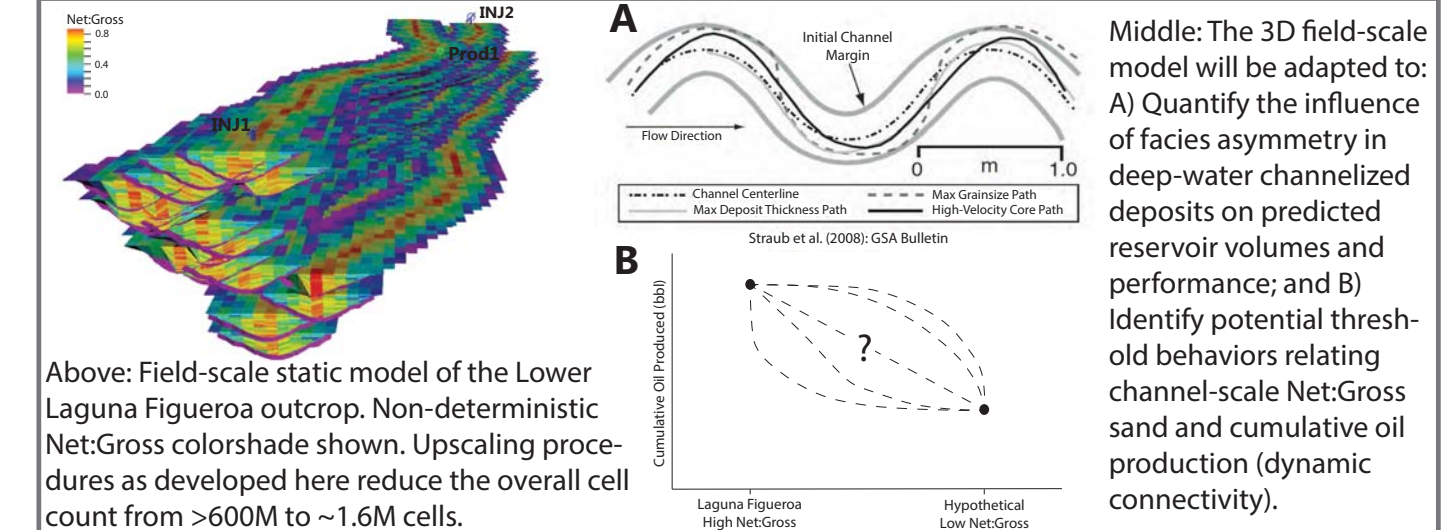 Net:Gross
0.8
0.4
0.0
INJ2
Prod1
INJ1
Above: Field-scale static model of the Lower
Laguna Figueroa outcrop. Non-deterministic
Net:Gross colorshade shown. Upscaling proce-
dures as developed here reduce the overall cell
count from >600M to ~1.6M cells.
A
Initial Channel
Margin
Flow Direction
0 m 1.0
Channel Centerline
Max Grainsize Path
Max Deposit Thickness Path
High-Velocity Core Path
Straub et al. (2008): GSA Bulletin
B
Cumulative Oil Produced (bbl)
?
Laguna Figueroa
High Net:Gross
Hypothetical
Low Net:Gross
Middle: The 3D field-scale
model will be adapted to:
A) Quantify the influence
of facies asymmetry in
deep-water channelized
deposits on predicted
reservoir volumes and
performance; and B)
Identify potential thresh-
old behaviors relating
channel-scale Net:Gross
sand and cumulative oil
production (dynamic
connectivity).